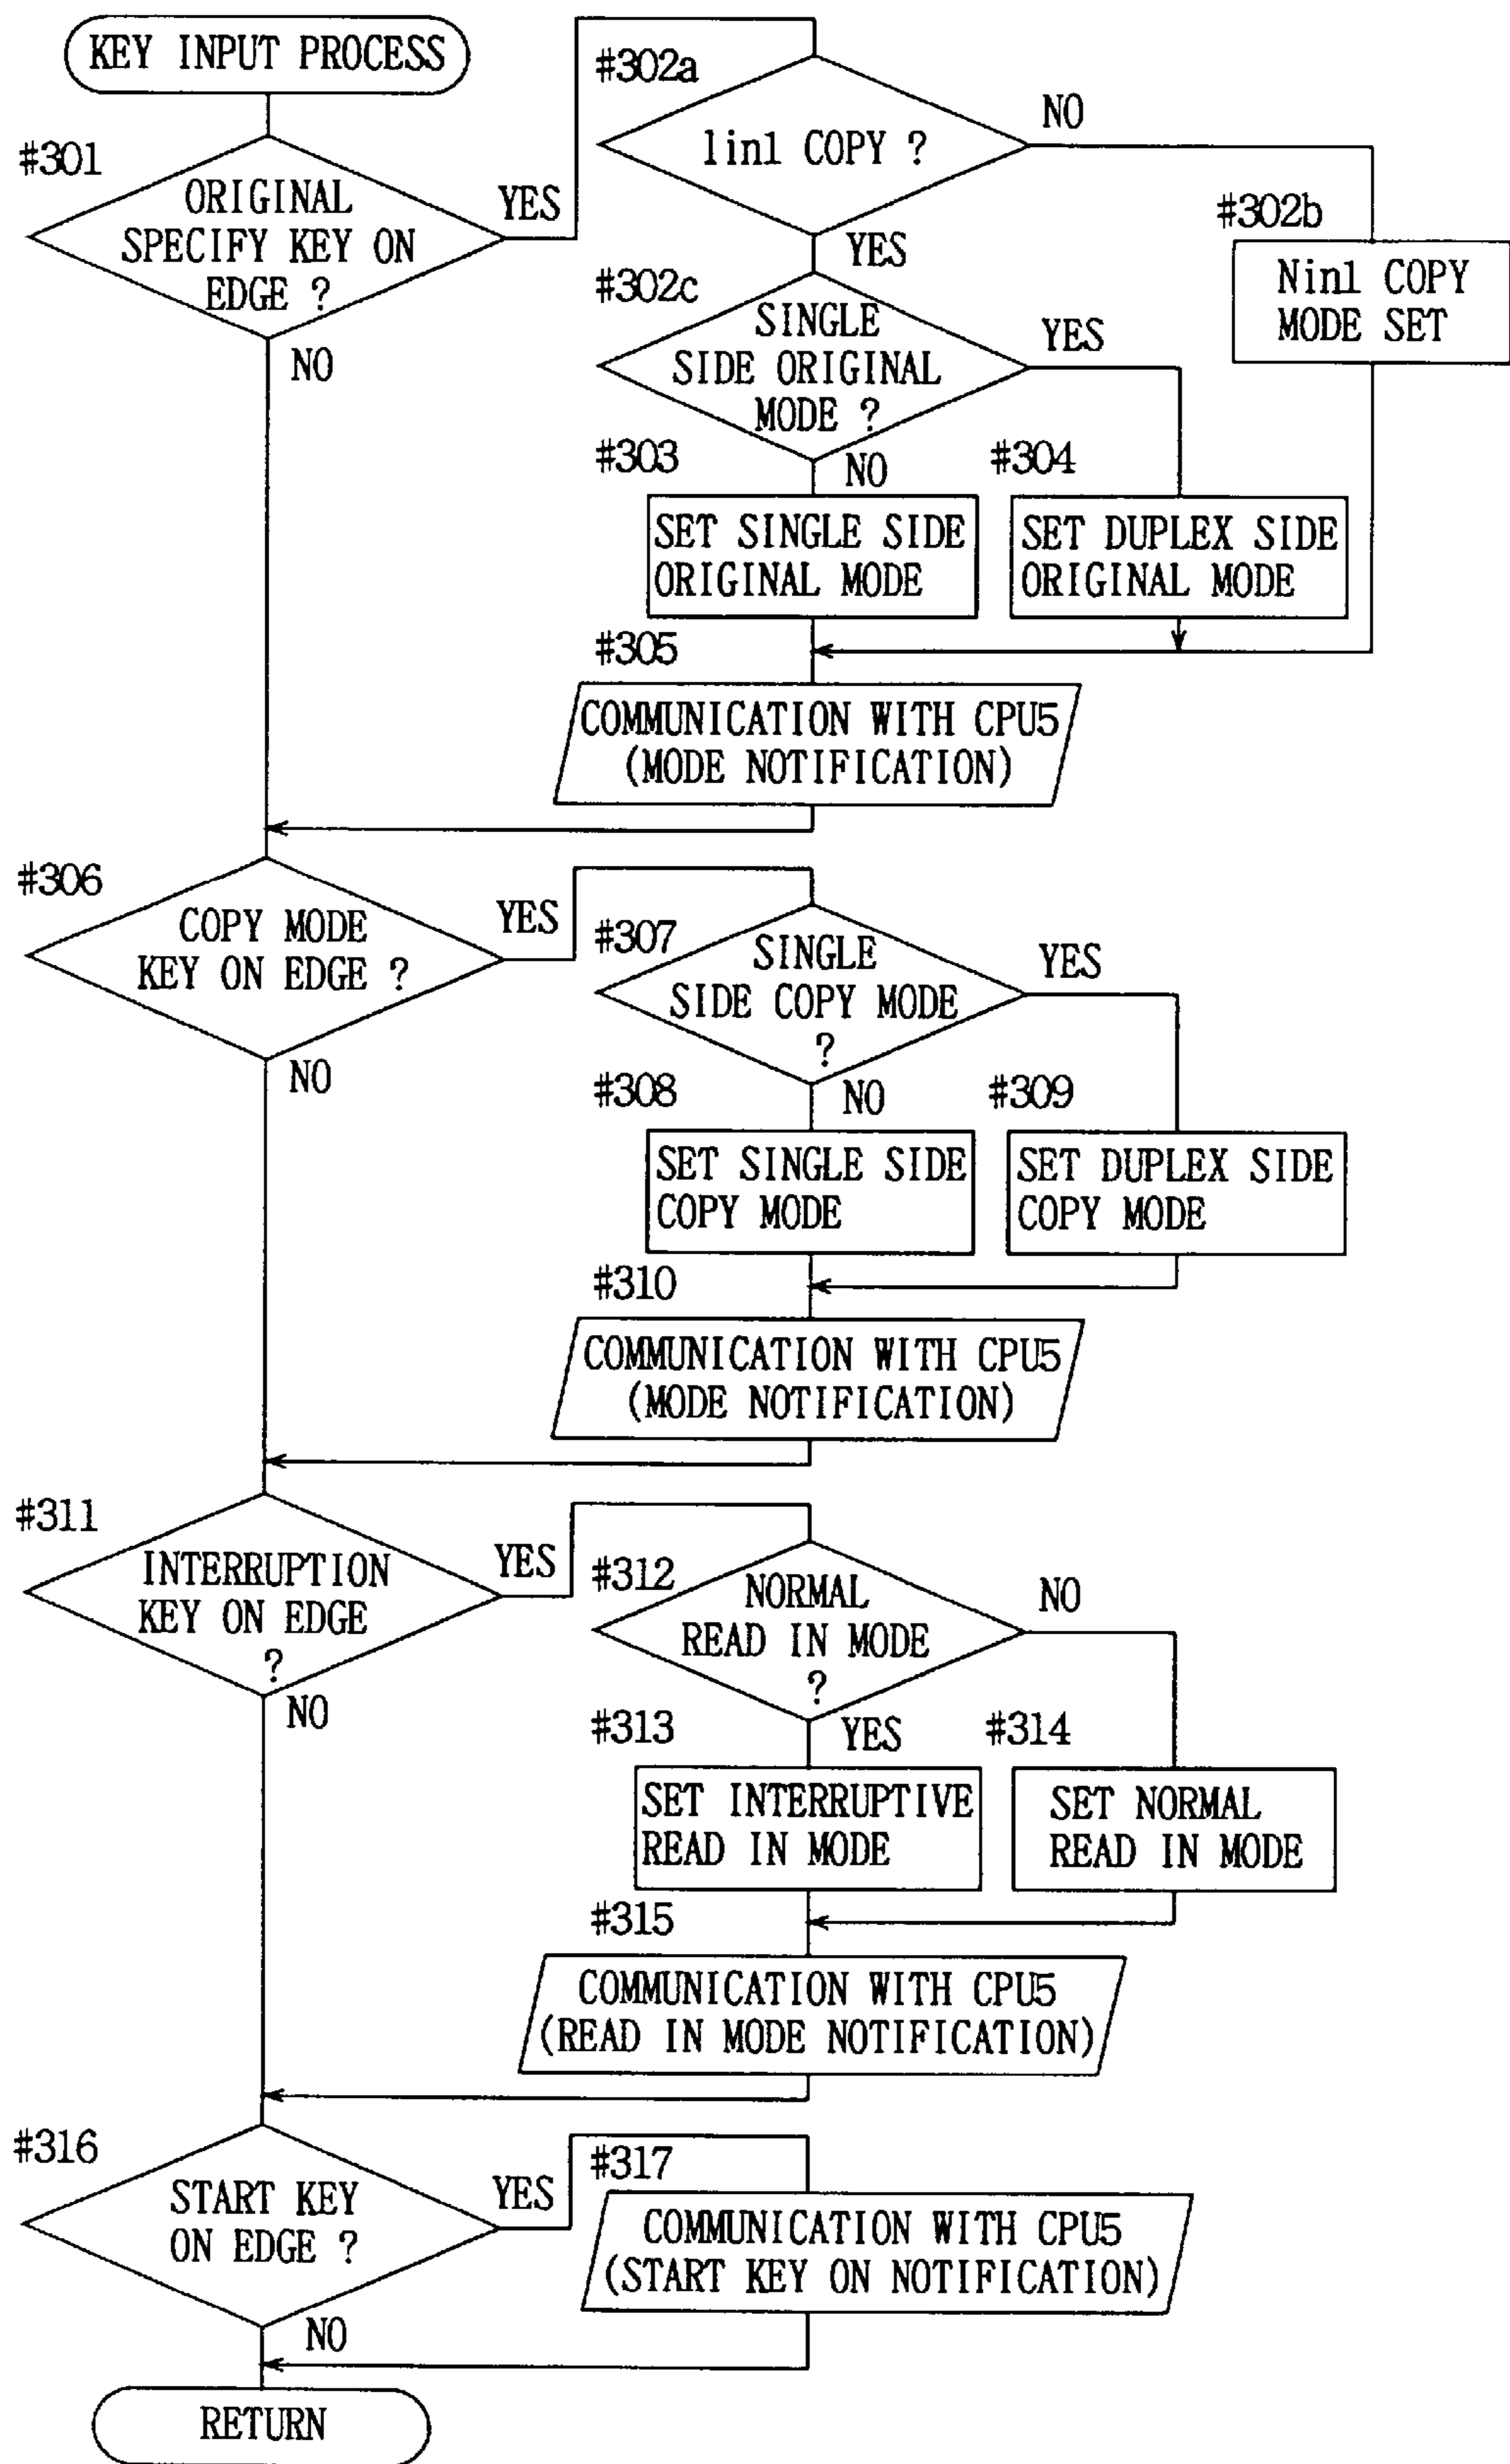 KEY INPUT PROCESS
#301
ORIGINAL
SPECIFY KEY ON
EDGE ?
YES
NO
#302a
1in1 COPY ?
NO
YES
#302b
Nin1 COPY
MODE SET
#302c
SINGLE
SIDE ORIGINAL
MODE ?
YES
NO
#303
SET SINGLE SIDE
ORIGINAL MODE
#304
SET DUPLEX SIDE
ORIGINAL MODE
#305
COMMUNICATION WITH CPU5
(MODE NOTIFICATION)
#306
COPY MODE
KEY ON EDGE ?
YES
NO
#307
SINGLE
SIDE COPY MODE
?
YES
NO
#308
SET SINGLE SIDE
COPY MODE
#309
SET DUPLEX SIDE
COPY MODE
#310
COMMUNICATION WITH CPU5
(MODE NOTIFICATION)
#311
INTERRUPTION
KEY ON EDGE
?
YES
NO
#312
NORMAL
READ IN MODE
?
NO
YES
#313
SET INTERRUPTIVE
READ IN MODE
#314
SET NORMAL
READ IN MODE
#315
COMMUNICATION WITH CPU5
(READ IN MODE NOTIFICATION)
#316
START KEY
ON EDGE ?
YES
NO
#317
COMMUNICATION WITH CPU5
(START KEY ON NOTIFICATION)
RETURN